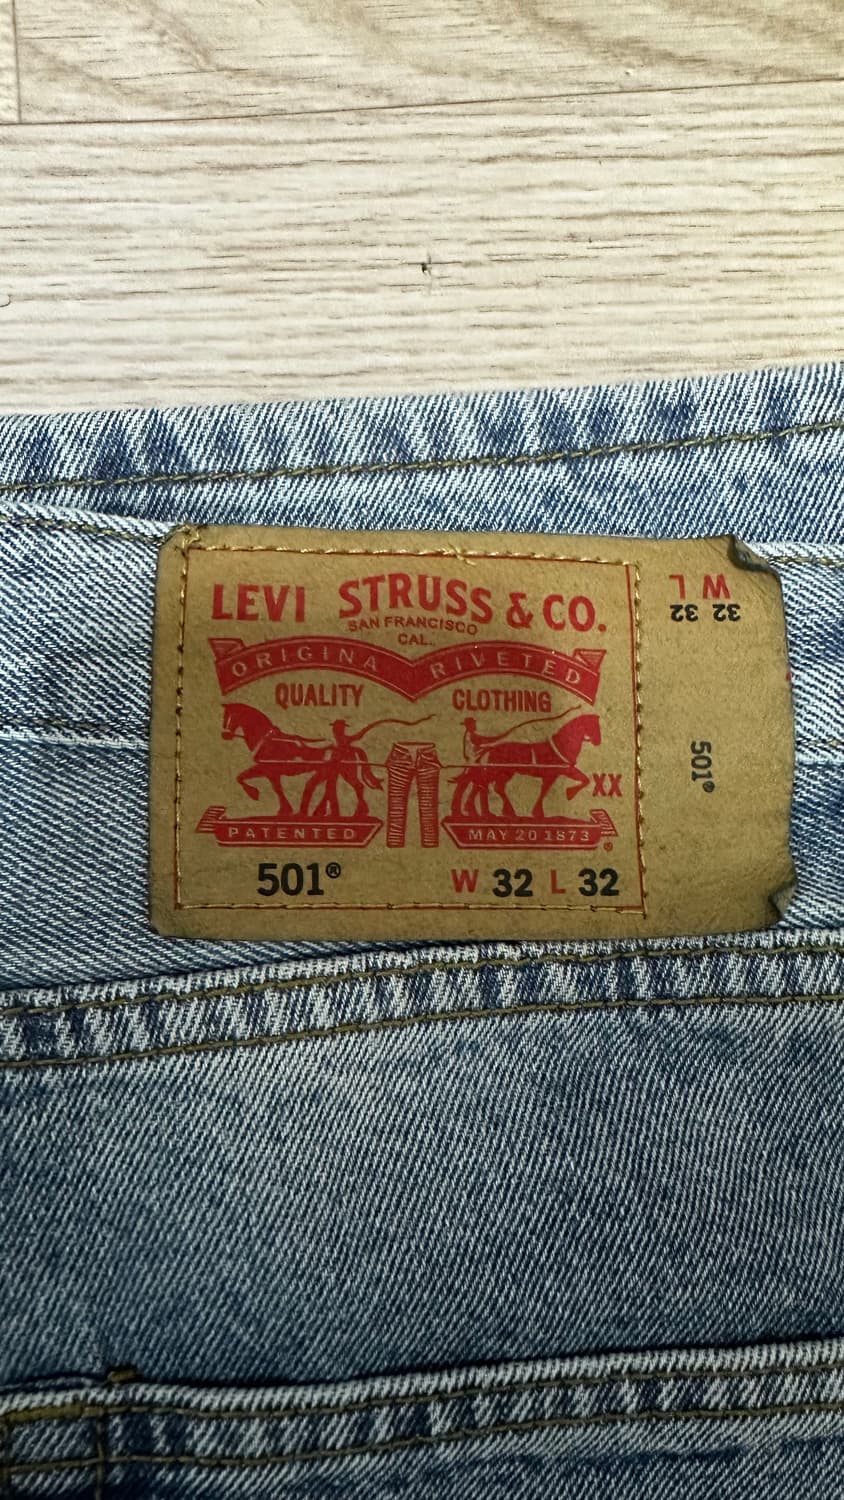 LEVI STRUSS & CO.
SAN FRANCISCO
CAL.
ORIGINA RIVETED
QUALITY CLOTHING
XX
PATENTED MAY 20 1873 ®
501® W 32 L 32
W L
32 32
501®